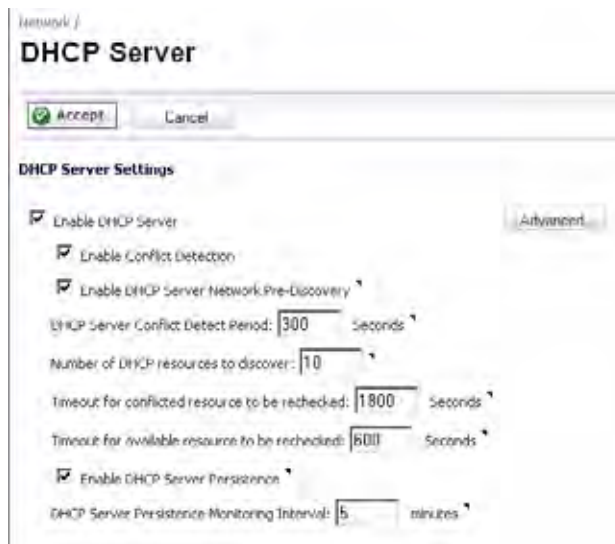 Network /
DHCP Server
Accept Cancel
DHCP Server Settings
Enable DHCP Server Advanced...
Enable Conflict Detection
Enable DHCP Server Network Pre-Discovery
DHCP Server Conflict Detect Period: 300 Seconds
Number of DHCP resources to discover: 10
Timeout for conflicted resource to be rechecked: 1800 Seconds
Timeout for available resource to be rechecked: 600 Seconds
Enable DHCP Server Persistence
DHCP Server Persistence Monitoring Interval: 5 minutes